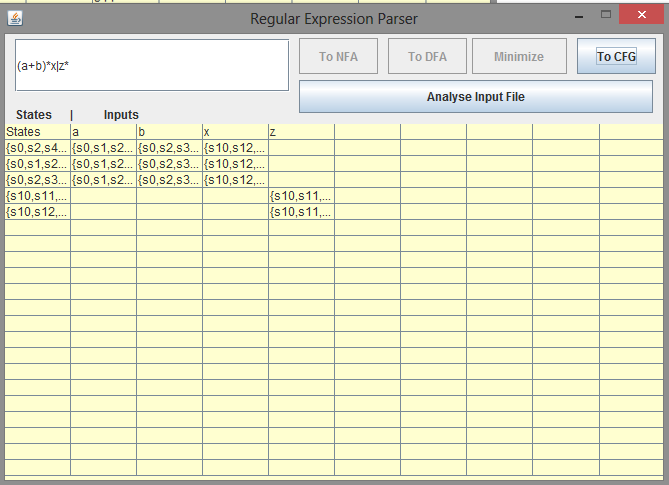 Regular Expression Parser
(a+b)*x|z*
To NFA To DFA Minimize To CFG
Analyse Input File
States | Inputs
States a b x z
{s0,s2,s4... {s0,s1,s2... {s0,s2,s3... {s10,s12,...
{s0,s1,s2... {s0,s1,s2... {s0,s2,s3... {s10,s12,...
{s0,s2,s3... {s0,s1,s2... {s0,s2,s3... {s10,s12,...
{s10,s11,... {s10,s11,...
{s10,s12,... {s10,s11,...